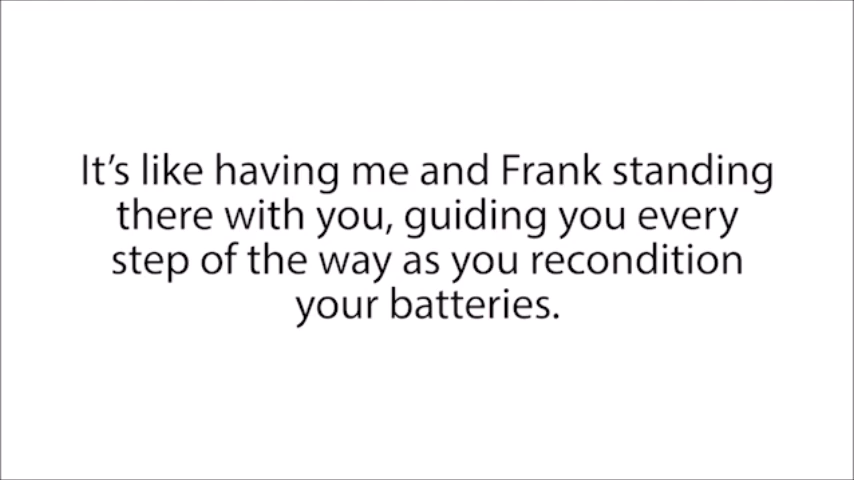 It’s like having me and Frank standing
there with you, guiding you every
step of the way as you recondition
your batteries.